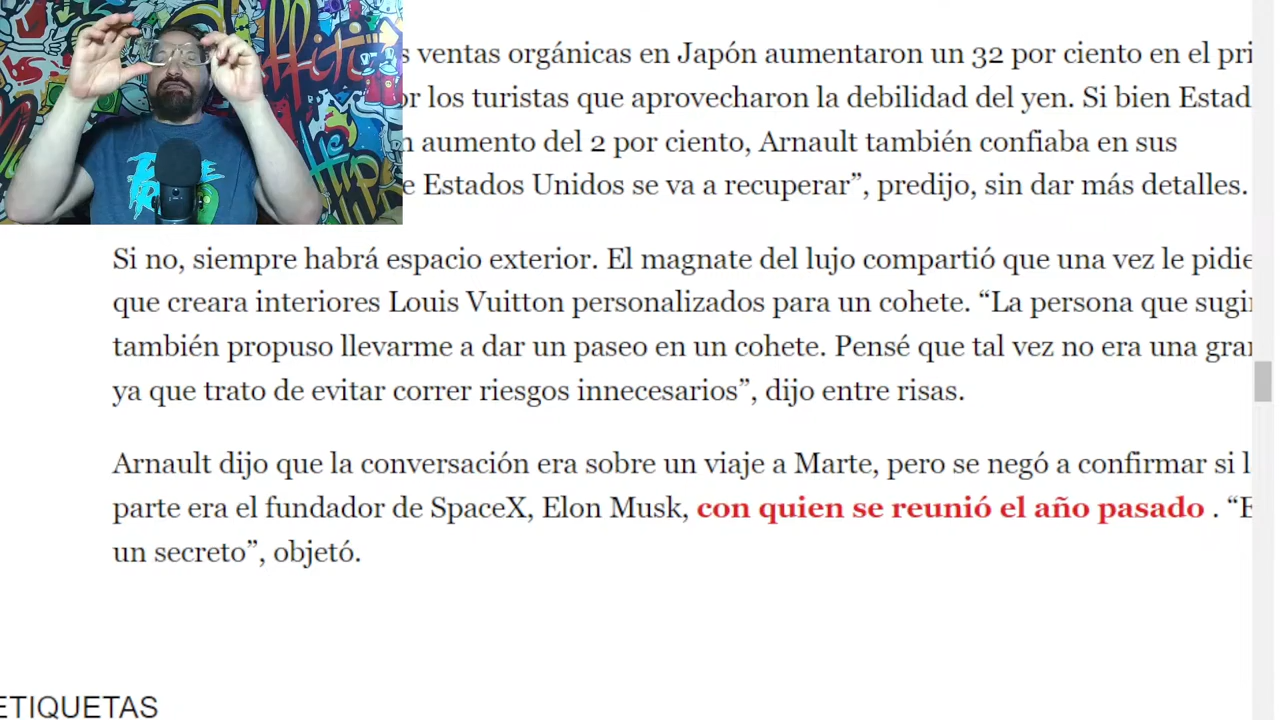 s ventas orgánicas en Japón aumentaron un 32 por ciento en el pri
or los turistas que aprovecharon la debilidad del yen. Si bien Estad
n aumento del 2 por ciento, Arnault también confiaba en sus
e Estados Unidos se va a recuperar”, predijo, sin dar más detalles.
Si no, siempre habrá espacio exterior. El magnate del lujo compartió que una vez le pidie
que creara interiores Louis Vuitton personalizados para un cohete. “La persona que sugir
también propuso llevarme a dar un paseo en un cohete. Pensé que tal vez no era una gran
ya que trato de evitar correr riesgos innecesarios”, dijo entre risas.
Arnault dijo que la conversación era sobre un viaje a Marte, pero se negó a confirmar si l
parte era el fundador de SpaceX, Elon Musk, con quien se reunió el año pasado . “E
un secreto”, objetó.
ETIQUETAS